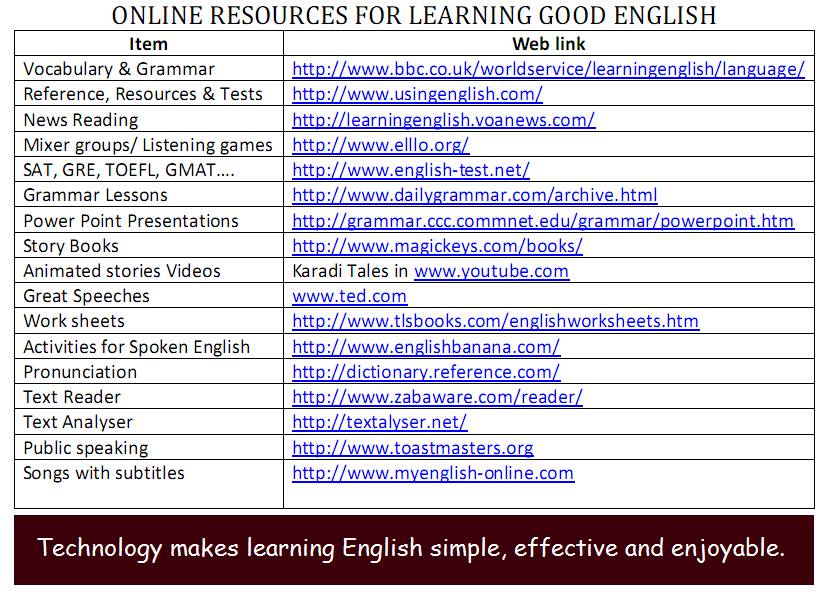 ONLINE RESOURCES FOR LEARNING GOOD ENGLISH
Item Web link
Vocabulary & Grammar http://www.bbc.co.uk/worldservice/learningenglish/language/
Reference, Resources & Tests http://www.usingenglish.com/
News Reading http://learningenglish.voanews.com/
Mixer groups/ Listening games http://www.elllo.org/
SAT, GRE, TOEFL, GMAT.... http://www.english-test.net/
Grammar Lessons http://www.dailygrammar.com/archive.html
Power Point Presentations http://grammar.ccc.commnet.edu/grammar/powerpoint.htm
Story Books http://www.magickeys.com/books/
Animated stories Videos Karadi Tales in www.youtube.com
Great Speeches www.ted.com
Work sheets http://www.tlsbooks.com/englishworksheets.htm
Activities for Spoken English http://www.englishbanana.com/
Pronunciation http://dictionary.reference.com/
Text Reader http://www.zabaware.com/reader/
Text Analyser http://textalyser.net/
Public speaking http://www.toastmasters.org
Songs with subtitles http://www.myenglish-online.com
Technology makes learning English simple, effective and enjoyable.